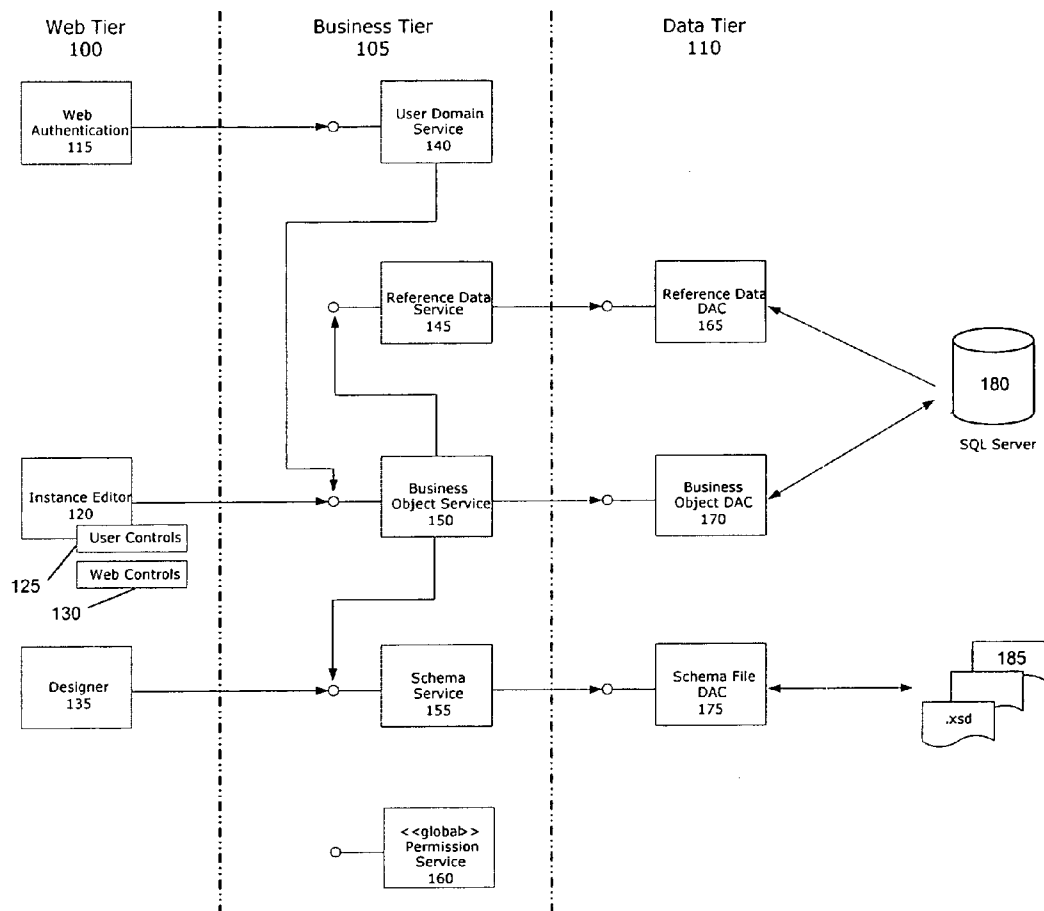 Web Tier
100
Business Tier
105
Data Tier
110
Web
Authentication
115
User Domain
Service
140
Reference Data
Service
145
Reference Data
DAC
165
180
SQL Server
Instance Editor
120
User Controls
Web Controls
125
130
Business
Object Service
150
Business
Object DAC
170
Designer
135
Schema
Service
155
Schema File
DAC
175
185
.xsd
<<global>>
Permission
Service
160